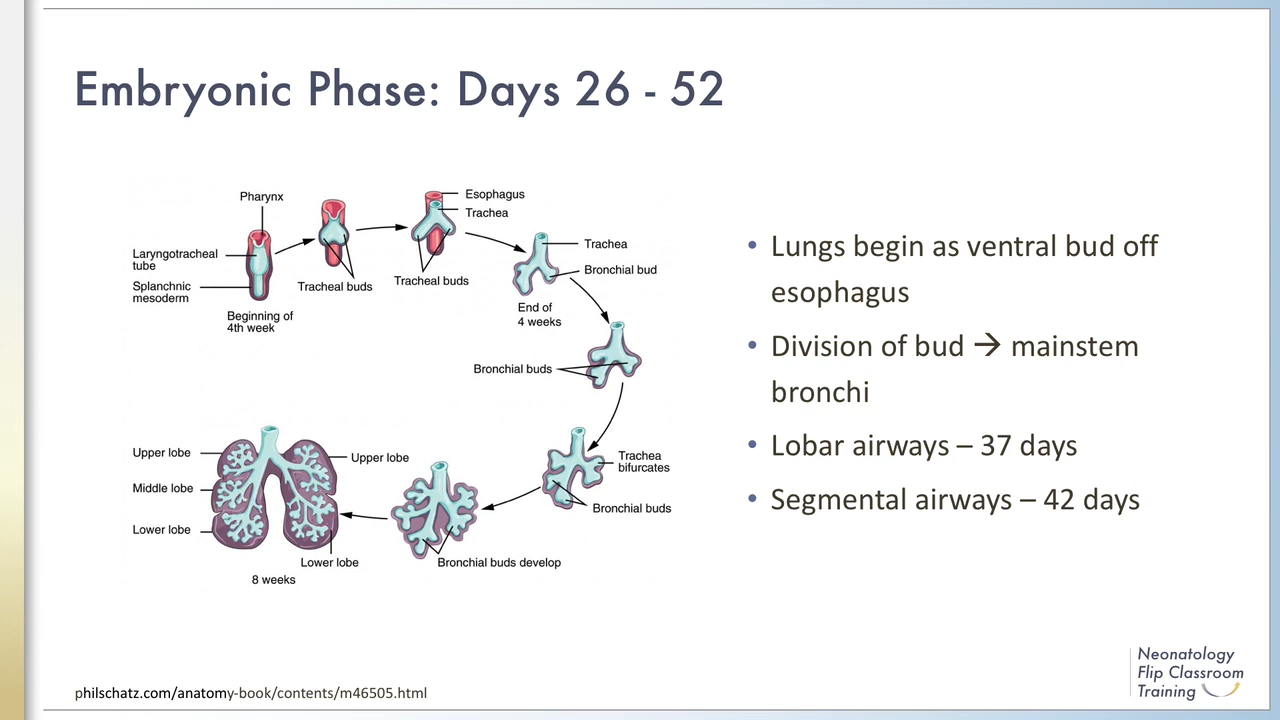 Embryonic Phase: Days 26 - 52
Pharynx
Laryngotracheal
tube
Splanchnic
mesoderm
Beginning of
4th week
Tracheal buds
Esophagus
Trachea
Tracheal buds
Trachea
Bronchial bud
End of
4 weeks
Bronchial buds
Trachea
bifurcates
Bronchial buds
Bronchial buds develop
Upper lobe
Middle lobe
Lower lobe
Upper lobe
Lower lobe
8 weeks
• Lungs begin as ventral bud off
esophagus
• Division of bud → mainstem
bronchi
• Lobar airways – 37 days
• Segmental airways – 42 days
philschatz.com/anatomy-book/contents/m46505.html
Neonatology
Flip Classroom
Training